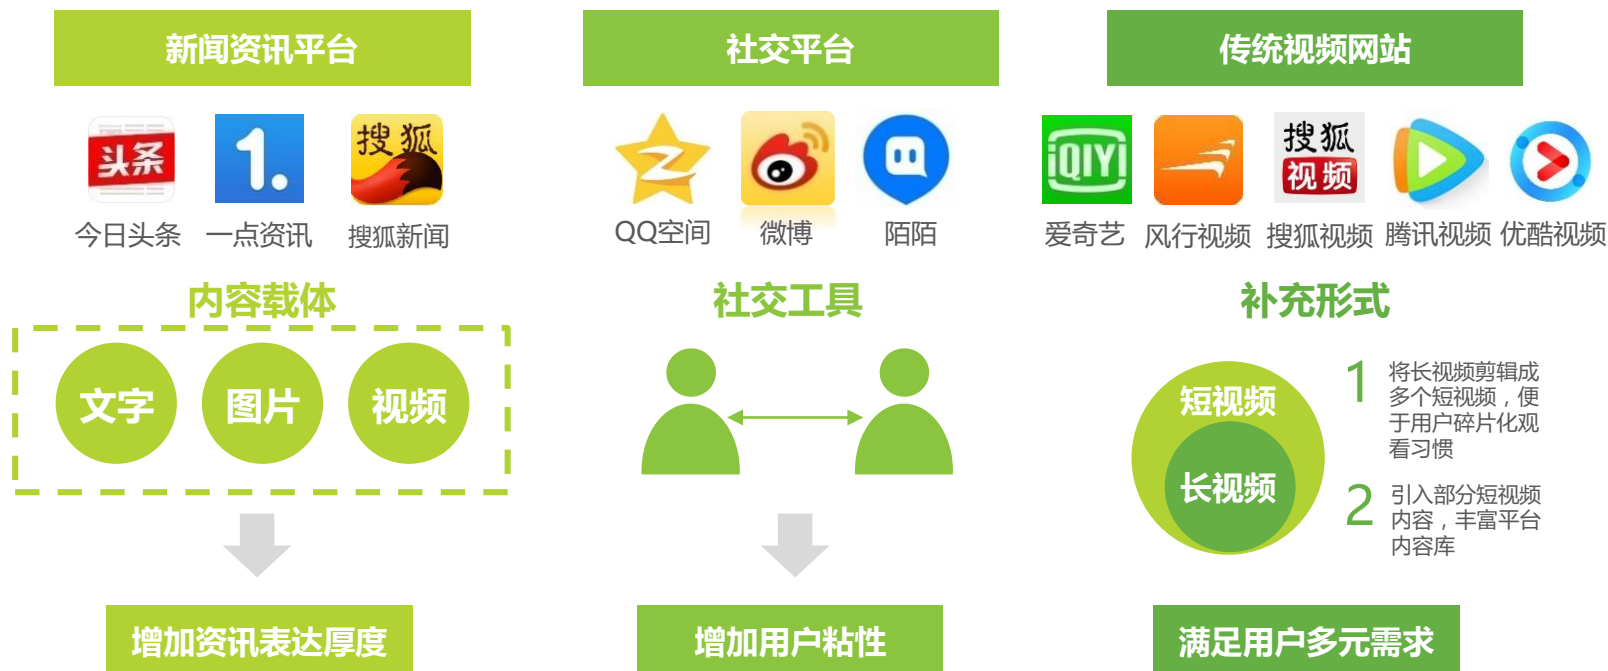 新闻资讯平台
社交平台
传统视频网站
头条
1.
搜狐
iQIYI
搜狐
视频
今日头条
一点资讯
搜狐新闻
QQ空间
微博
陌陌
爱奇艺
风行视频
搜狐视频
腾讯视频
优酷视频
内容载体
社交工具
补充形式
文字
图片
视频
短视频
长视频
1
将长视频剪辑成
多个短视频，便
于用户碎片化观
看习惯
2
引入部分短视频
内容，丰富平台
内容库
增加资讯表达厚度
增加用户粘性
满足用户多元需求